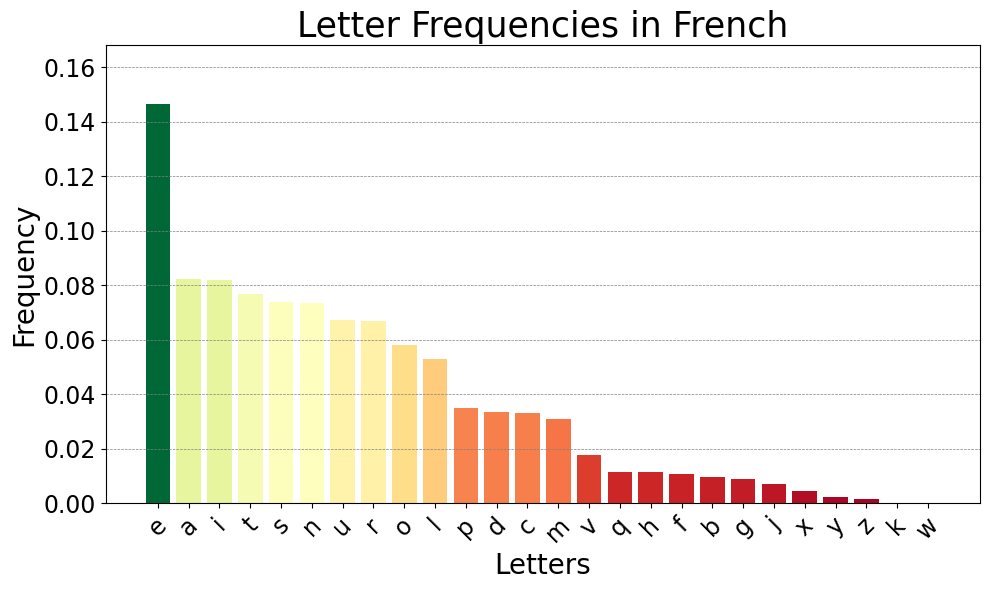 Letter Frequencies in French
Frequency
0.16
0.14
0.12
0.10
0.08
0.06
0.04
0.02
0.00
e a i t s n u r o l p d c m v q h f b g j x y z k w
Letters